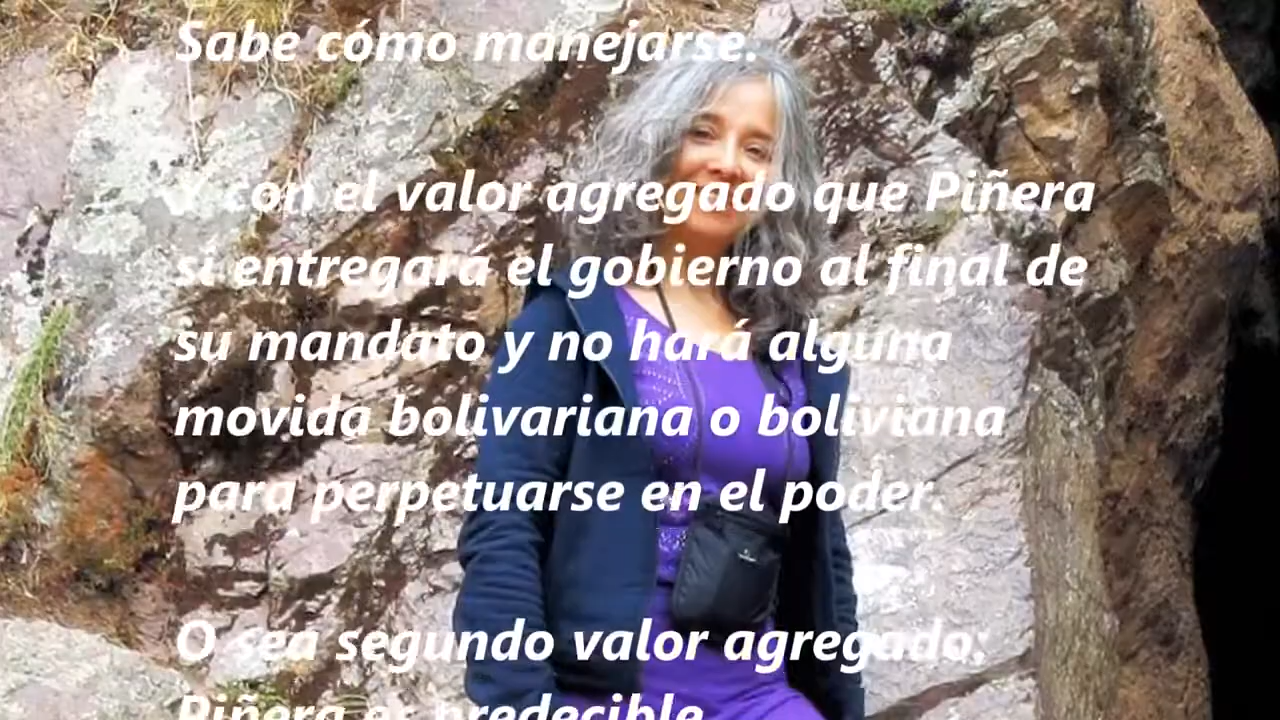 Sabe cómo manejarse.
Y con el valor agregado que Piñera
si entregará el gobierno al final de
su mandato y no hará alguna
movida bolivariana o boliviana
para perpetuarse en el poder.
O sea segundo valor agregado:
Piñera es predecible